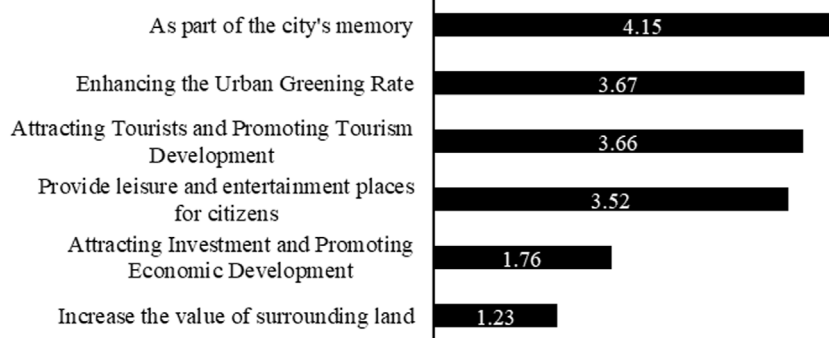 As part of the city's memory
4.15
Enhancing the Urban Greening Rate
3.67
Attracting Tourists and Promoting Tourism
Development
3.66
Provide leisure and entertainment places
for citizens
3.52
Attracting Investment and Promoting
Economic Development
1.76
Increase the value of surrounding land
1.23